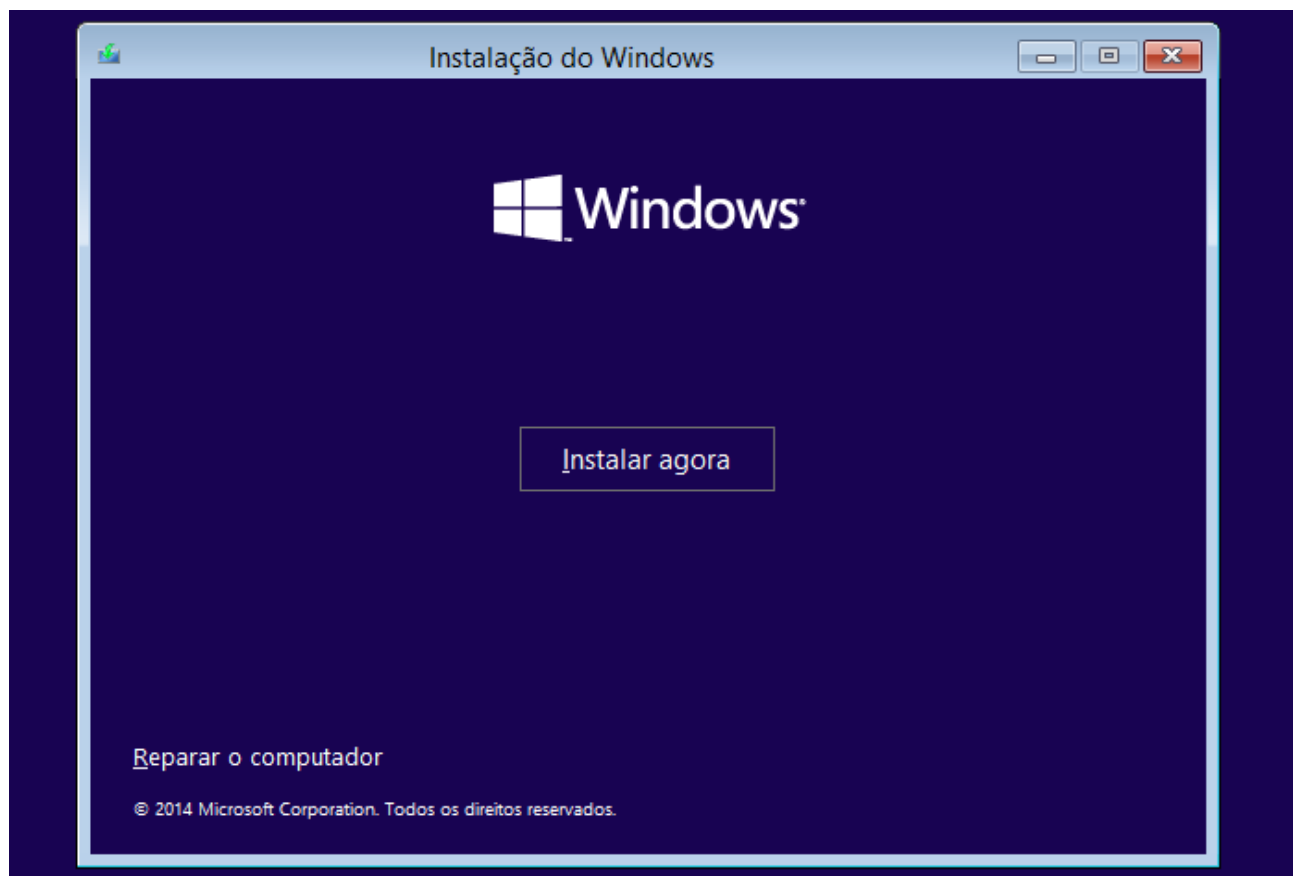 Instalação do Windows
Windows®
Instalar agora
Reparar o computador
© 2014 Microsoft Corporation. Todos os direitos reservados.